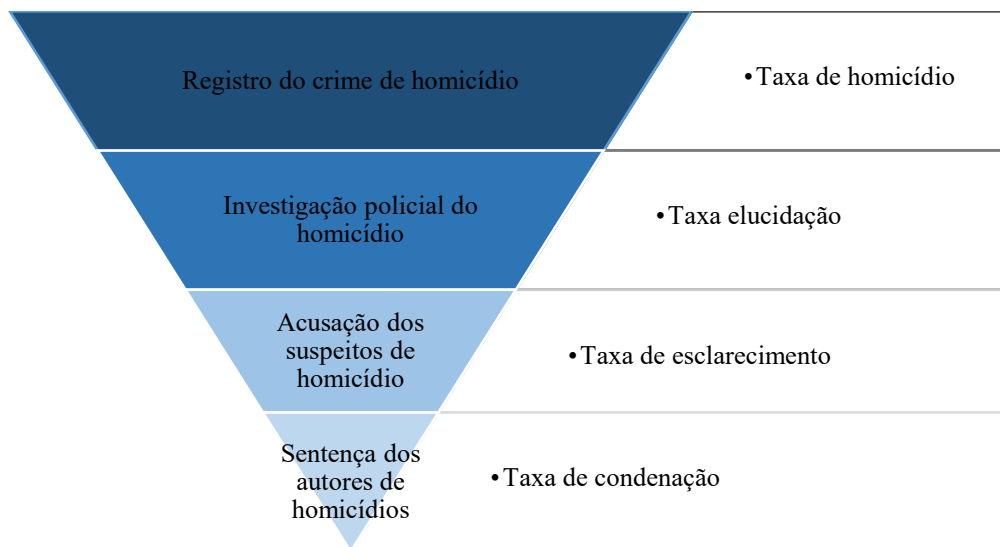 Registro do crime de homicídio
•Taxa de homicídio
Investigação policial do
homicídio
•Taxa elucidação
Acusação dos
suspeitos de
homicídio
•Taxa de esclarecimento
Sentença dos
autores de
homicídios
•Taxa de condenação